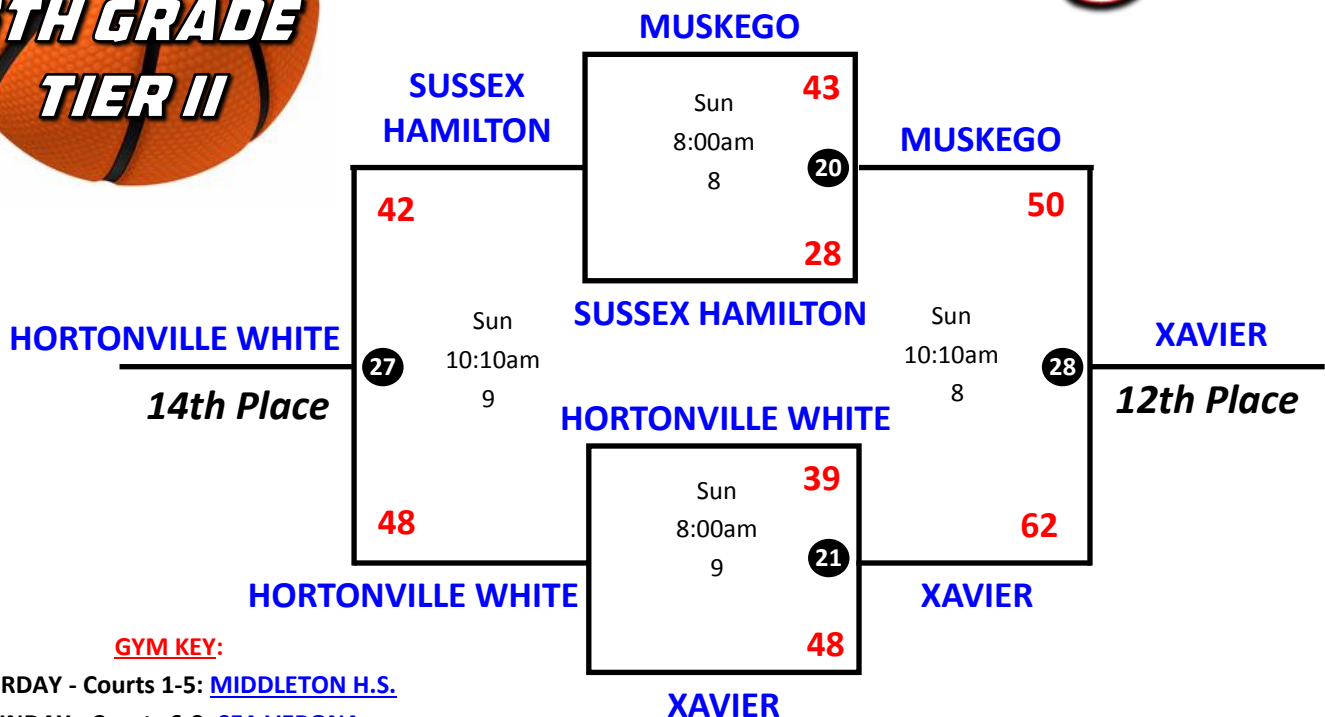 TH GRADE
TIER II
MUSKEGO
SUSSEX
HAMILTON
Sun
8:00am
8
43
20
28
MUSKEGO
SUSSEX HAMILTON
42
50
HORTONVILLE WHITE
14th Place
27
Sun
10:10am
9
Sun
10:10am
8
28
XAVIER
12th Place
HORTONVILLE WHITE
Sun
8:00am
9
39
21
48
48
62
HORTONVILLE WHITE
XAVIER
XAVIER
GYM KEY:
RDAY - Courts 1-5: MIDDLETON H.S.